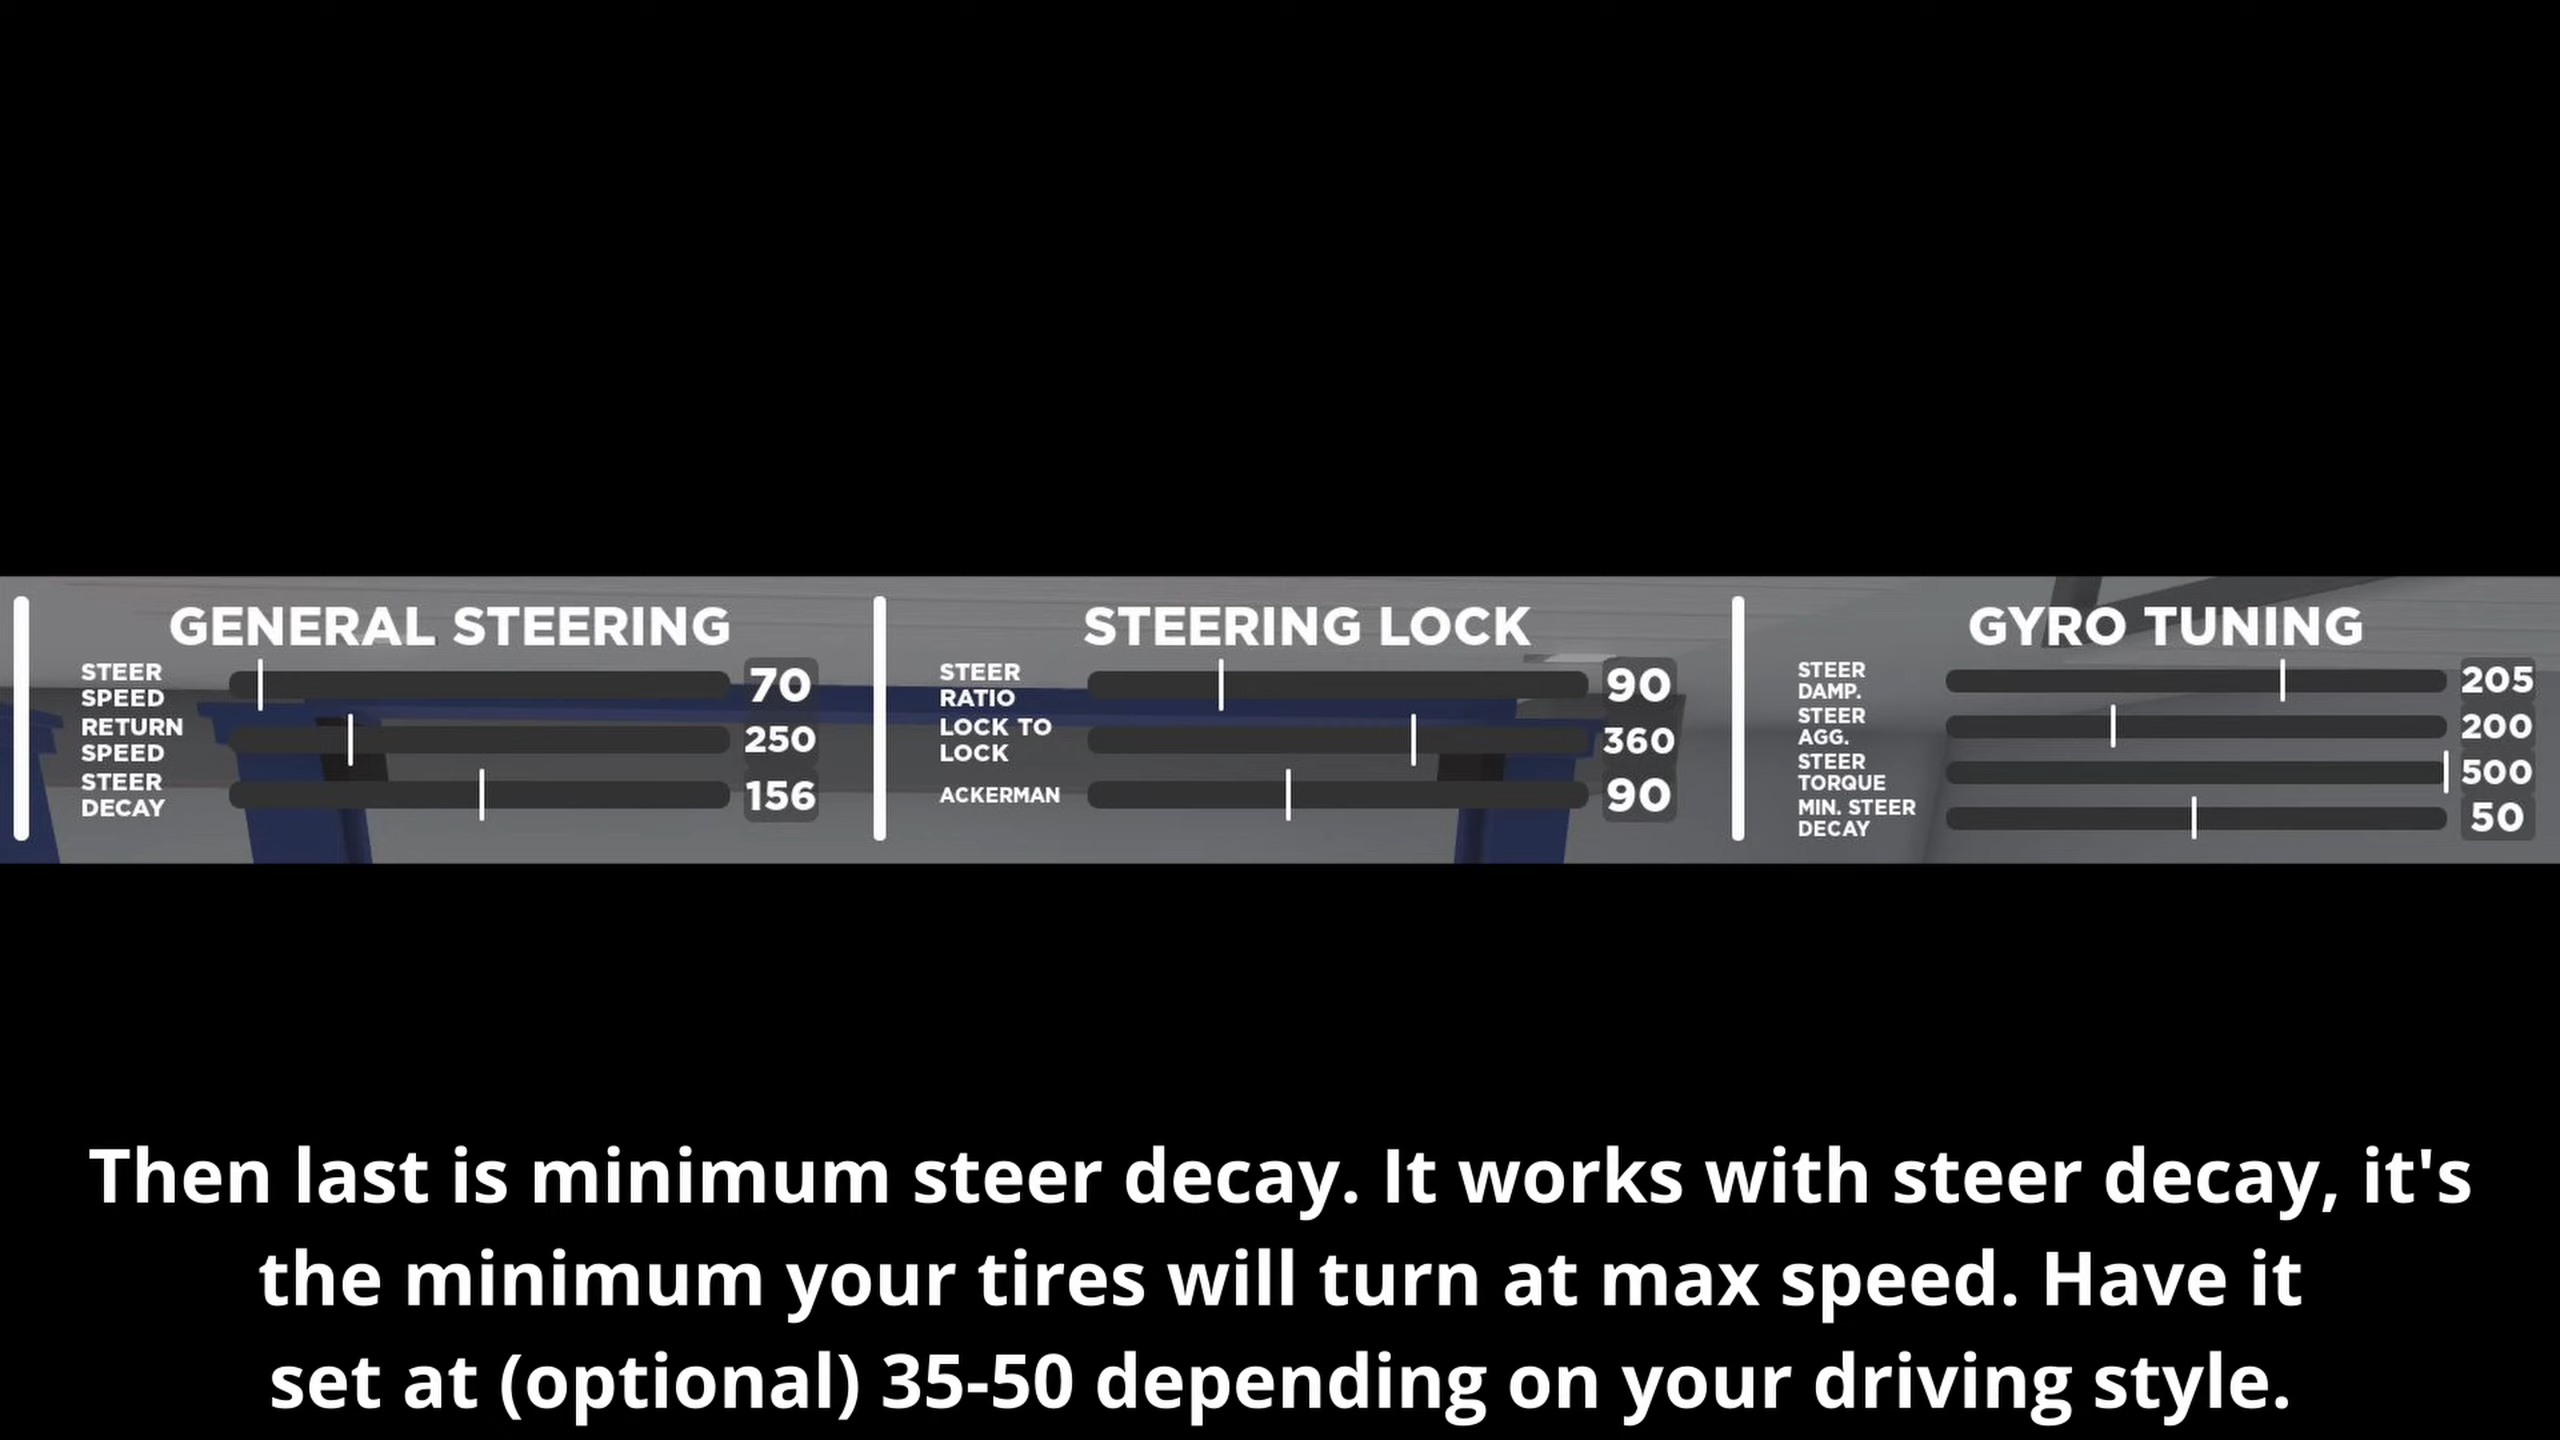 GENERAL STEERING
STEER
SPEED
70
RETURN
SPEED
250
STEER
DECAY
156
STEERING LOCK
STEER
RATIO
90
LOCK TO
LOCK
360
ACKERMAN
90
GYRO TUNING
STEER
DAMP.
205
STEER
AGG.
200
STEER
TORQUE
500
MIN. STEER
DECAY
50
Then last is minimum steer decay. It works with steer decay, it's
the minimum your tires will turn at max speed. Have it
set at (optional) 35-50 depending on your driving style.